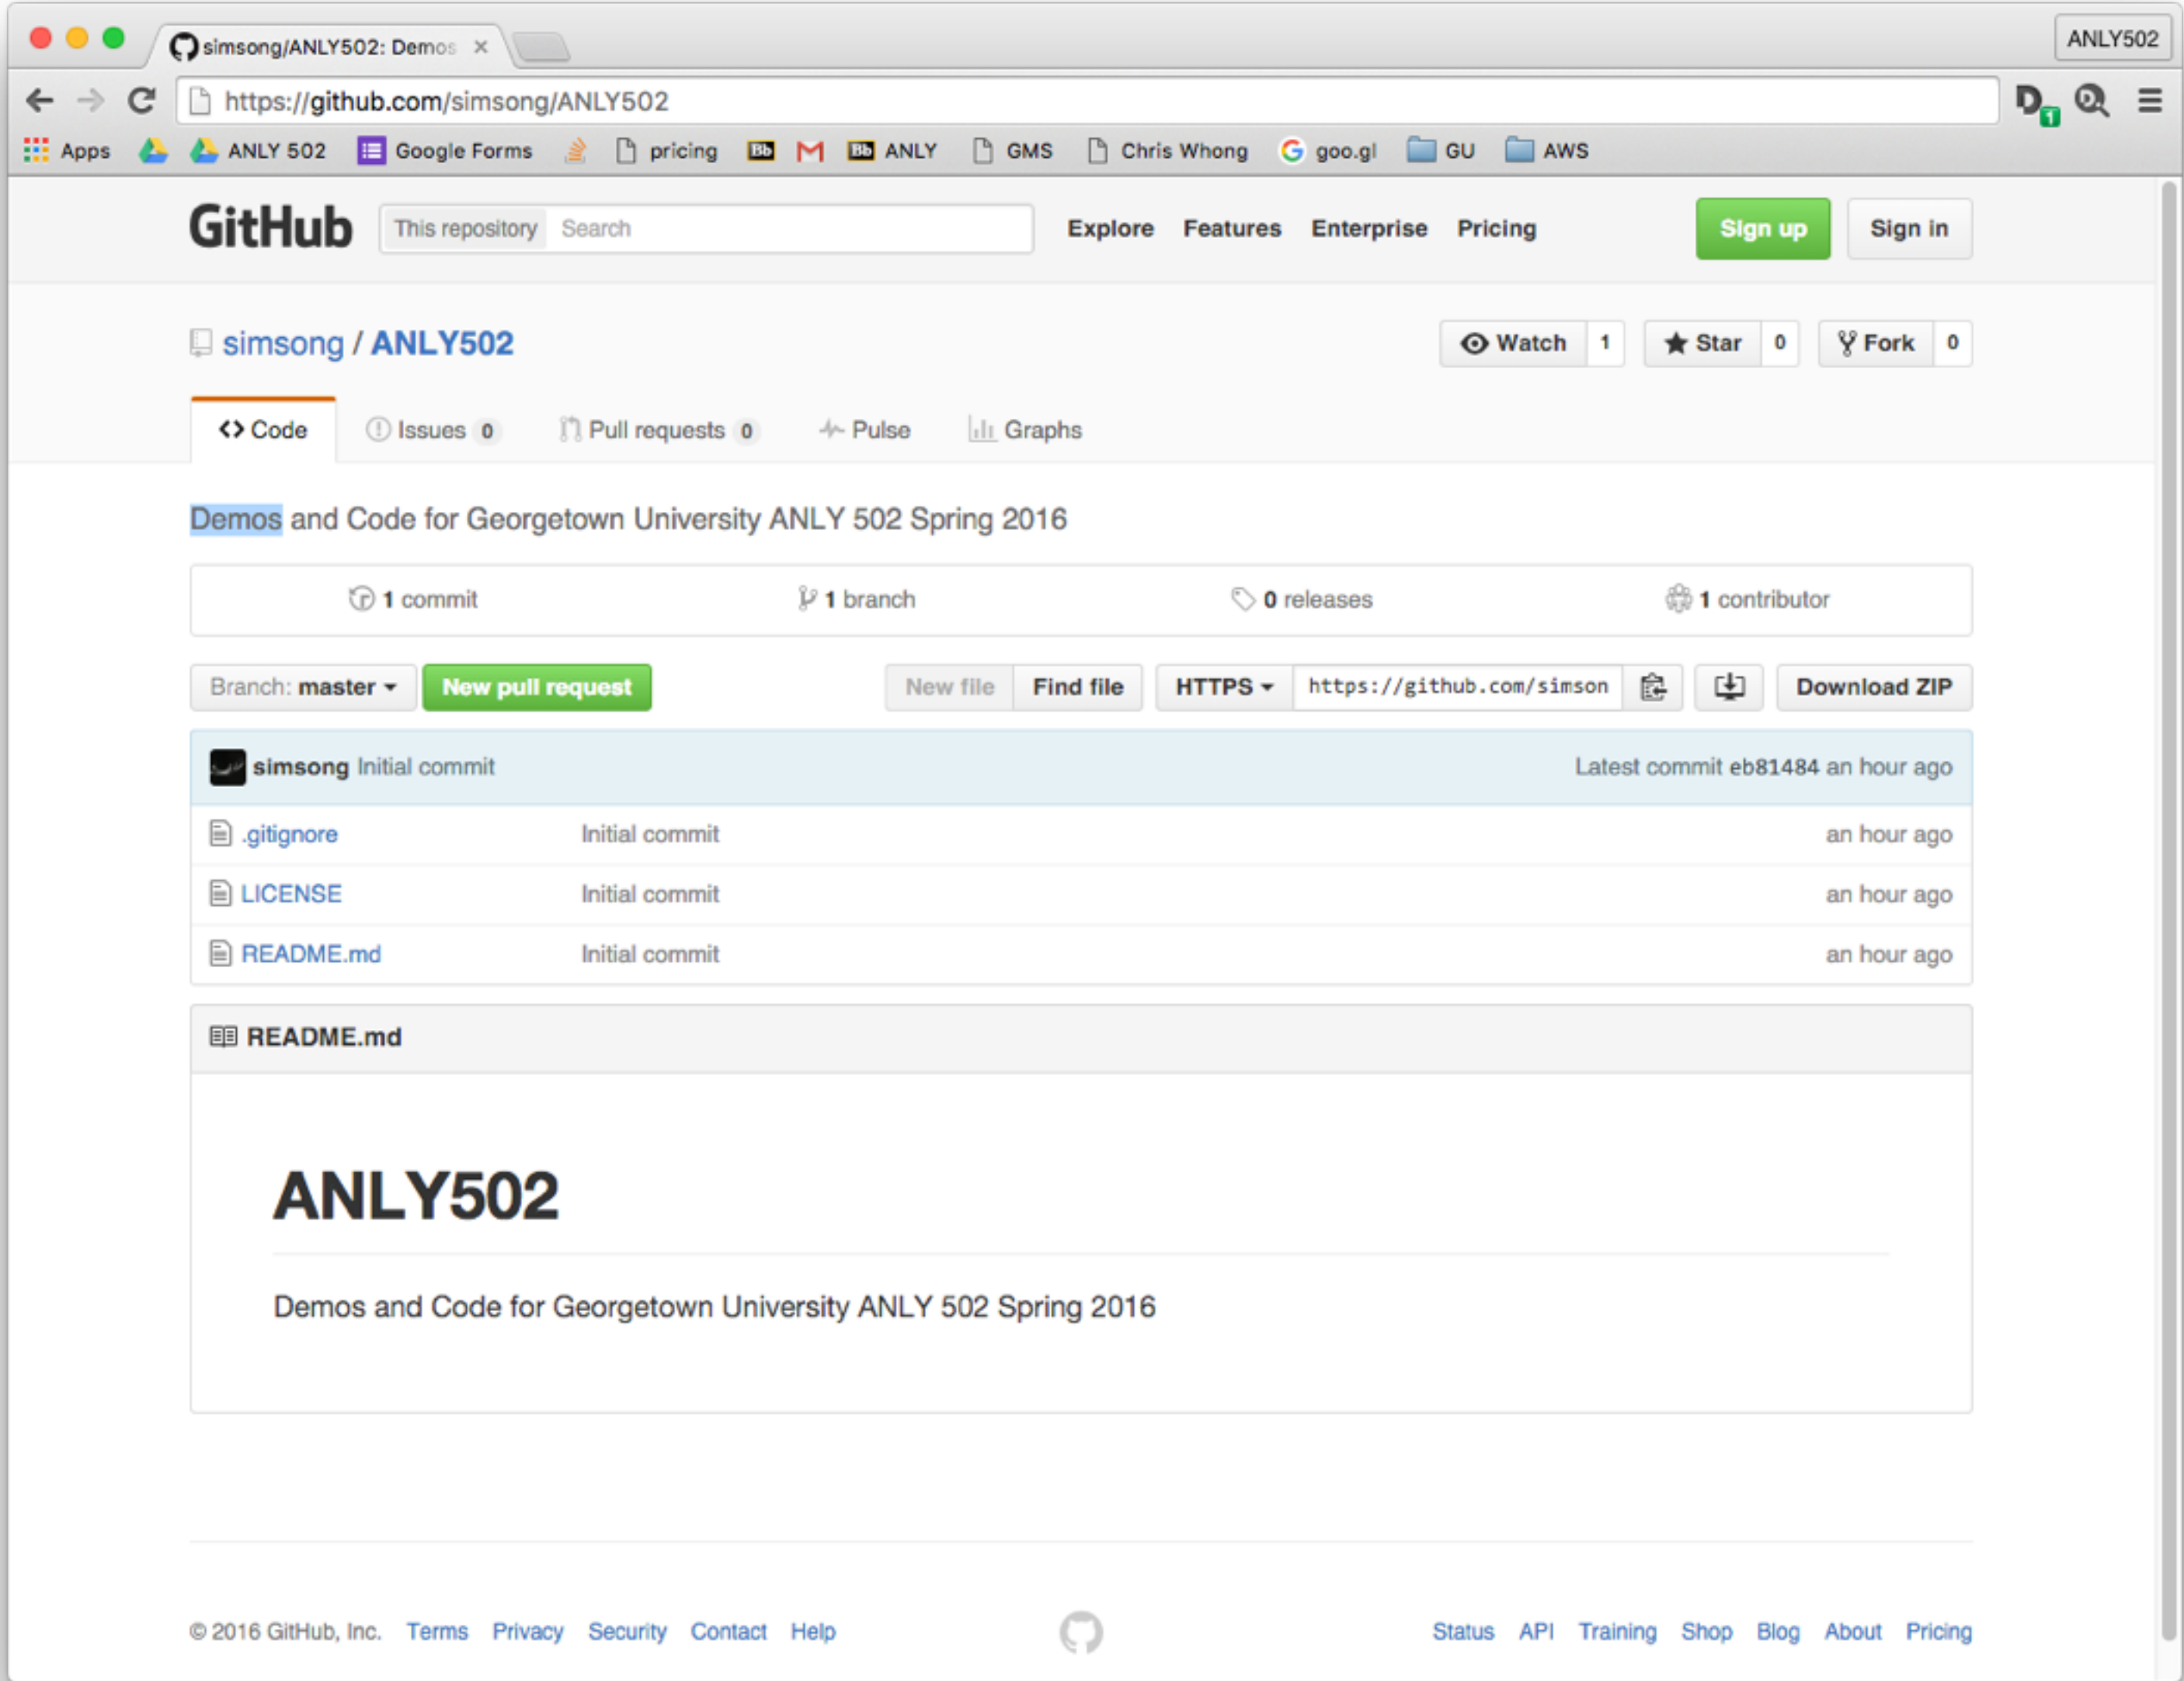 simsong/ANLY502: Demos
ANLY502
https://github.com/simsong/ANLY502
D 1
Apps ANLY 502 Google Forms pricing Bb M Bb ANLY GMS Chris Whong G goo.gl GU AWS
GitHub This repository Search Explore Features Enterprise Pricing Sign up Sign in
simsong / ANLY502 Watch 1 Star 0 Fork 0
Code Issues 0 Pull requests 0 Pulse Graphs
Demos and Code for Georgetown University ANLY 502 Spring 2016
1 commit 1 branch 0 releases 1 contributor
Branch: master New pull request New file Find file HTTPS https://github.com/simson Download ZIP
simsong Initial commit Latest commit eb81484 an hour ago
.gitignore Initial commit an hour ago
LICENSE Initial commit an hour ago
README.md Initial commit an hour ago
README.md
ANLY502
Demos and Code for Georgetown University ANLY 502 Spring 2016
© 2016 GitHub, Inc. Terms Privacy Security Contact Help Status API Training Shop Blog About Pricing